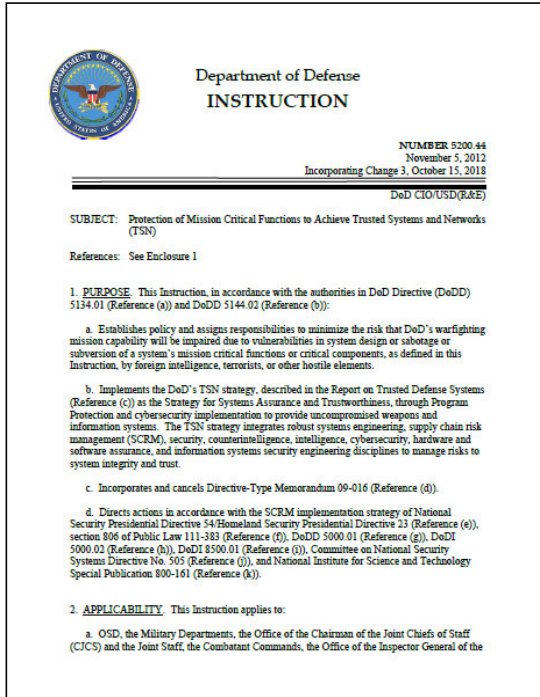 DEPARTMENT OF DEFENSE
UNITED STATES OF AMERICA
Department of Defense
INSTRUCTION
NUMBER 5200.44
November 5, 2012
Incorporating Change 3, October 15, 2018
DoD CIO/USD(R&E)
SUBJECT: Protection of Mission Critical Functions to Achieve Trusted Systems and Networks
(TSN)
References: See Enclosure 1
1. PURPOSE. This Instruction, in accordance with the authorities in DoD Directive (DoDD)
5134.01 (Reference (a)) and DoDD 5144.02 (Reference (b)):
a. Establishes policy and assigns responsibilities to minimize the risk that DoD's warfighting
mission capability will be impaired due to vulnerabilities in system design or sabotage or
subversion of a system's mission critical functions or critical components, as defined in this
Instruction, by foreign intelligence, terrorists, or other hostile elements.
b. Implements the DoD's TSN strategy, described in the Report on Trusted Defense Systems
(Reference (c)) as the Strategy for Systems Assurance and Trustworthiness, through Program
Protection and cybersecurity implementation to provide uncompromised weapons and
information systems. The TSN strategy integrates robust systems engineering, supply chain
risk management (SCRM), security, counterintelligence, intelligence, cybersecurity, hardware and
software assurance, and information systems security engineering disciplines to manage risks to
system integrity and trust.
c. Incorporates and cancels Directive-Type Memorandum 09-016 (Reference (d)).
d. Directs actions in accordance with the SCRM implementation strategy of National
Security Presidential Directive 54/Homeland Security Presidential Directive 23 (Reference (e)),
section 806 of Public Law 111-383 (Reference (f)), DoDD 5000.01 (Reference (g)), DoDI
5000.02 (Reference (h)), DoDI 8500.01 (Reference (i)), Committee on National Security
Systems Directive No. 505 (Reference (j)), and National Institute for Science and Technology
Special Publication 800-161 (Reference (k)).
2. APPLICABILITY. This Instruction applies to:
a. OSD, the Military Departments, the Office of the Chairman of the Joint Chiefs of Staff
(CJCS) and the Joint Staff, the Combatant Commands, the Office of the Inspector General of the